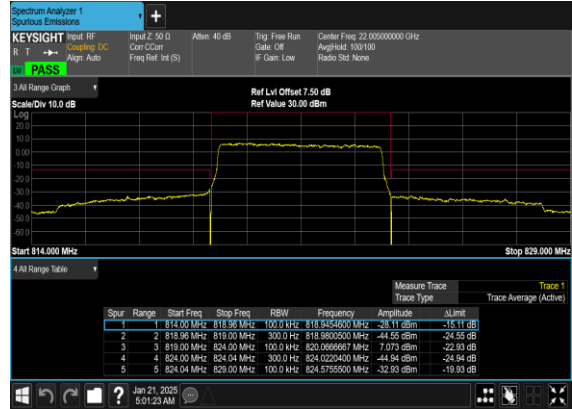 Spectrum Analyzer 1
Spurious Emissions
KEYSIGHT Input: RF Input Z: 50 Ω Atten: 40 dB Trig: Free Run Center Freq: 22.005000000 GHz
R T Coupling: DC Corr CCorr Gate: Off Avg|Hold: 100/100
Align: Auto Freq Ref: Int (S) IF Gain: Low Radio Std: None
LW PASS
3 All Range Graph
Ref Lvl Offset 7.50 dB
Scale/Div 10.0 dB Ref Value 30.00 dBm
Log
20.0
10.0
0.00
-10.0
-20.0
-30.0
-40.0
-50.0
-60.0
Start 814.000 MHz Stop 829.000 MHz
4 All Range Table
Measure Trace Trace 1
Trace Type Trace Average (Active)
Spur Range Start Freq Stop Freq RBW Frequency Amplitude ΔLimit
1 1 814.00 MHz 818.96 MHz 100.0 kHz 818.9454600 MHz -28.11 dBm -15.11 dB
2 2 818.96 MHz 819.00 MHz 300.0 Hz 818.9800500 MHz -44.55 dBm -24.55 dB
3 3 819.00 MHz 824.00 MHz 100.0 kHz 820.0666667 MHz 7.073 dBm -22.93 dB
4 4 824.00 MHz 824.04 MHz 300.0 Hz 824.0220400 MHz -44.94 dBm -24.94 dB
5 5 824.04 MHz 829.00 MHz 100.0 kHz 824.5755500 MHz -32.93 dBm -19.93 dB
? Jan 21, 2025
5:01:23 AM